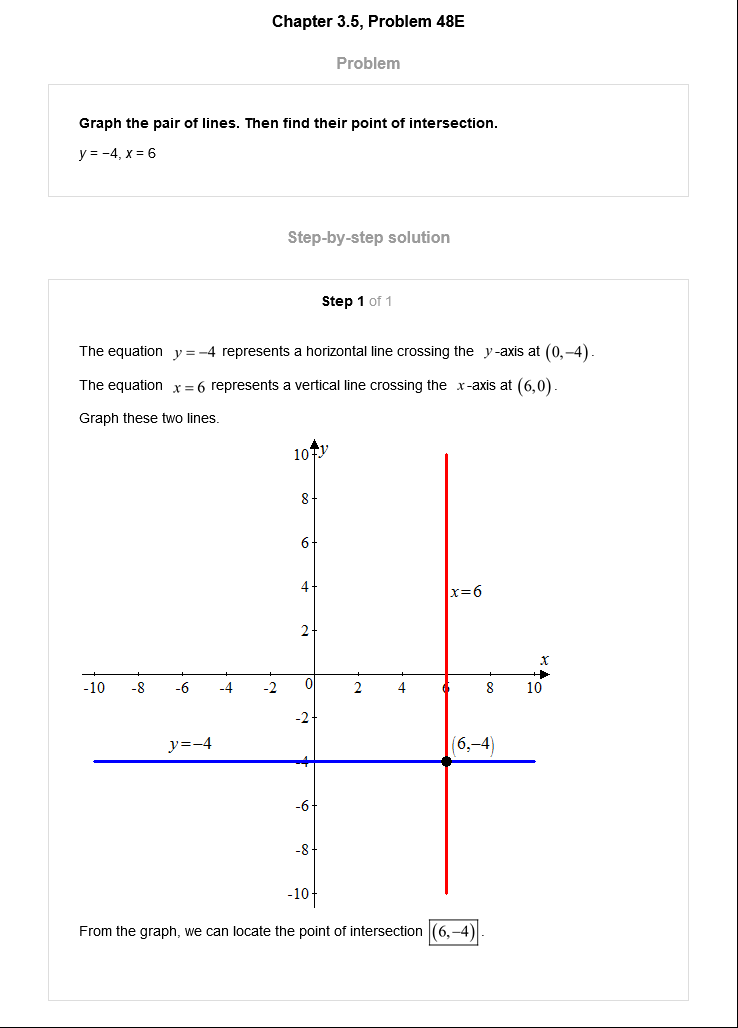 Chapter 3.5, Problem 48E
Problem
Graph the pair of lines. Then find their point of intersection.
y = −4, x = 6
Step-by-step solution
Step 1 of 1
The equation y = −4 represents a horizontal line crossing the y-axis at (0,−4).
The equation x = 6 represents a vertical line crossing the x-axis at (6,0).
Graph these two lines.
10 y
8
6
4
x=6
2
x
-10 -8 -6 -4 -2 0 2 4 6 8 10
-2
y=−4 (6,−4)
-4
-6
-8
-10
From the graph, we can locate the point of intersection (6,−4).